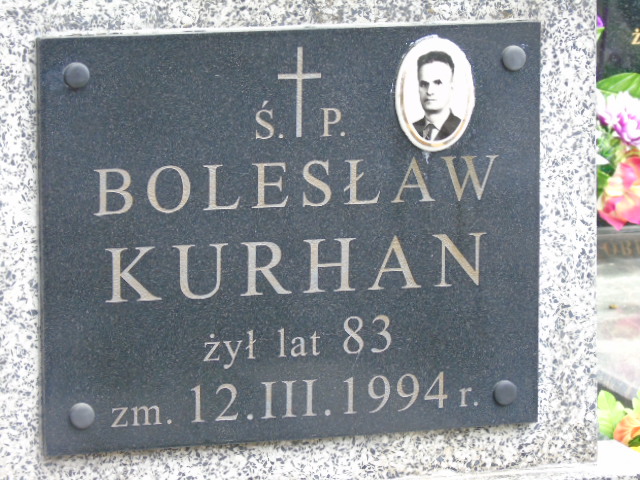 Ś. P.
BOLESŁAW
KURHAN
żył lat 83
zm. 12.III.1994 r.